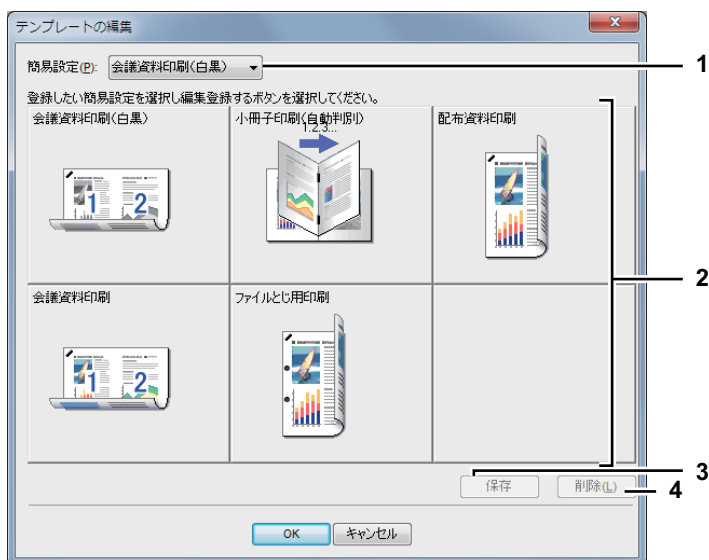 テンプレートの編集
簡易設定(P): 会議資料印刷(白黒)
1
登録したい簡易設定を選択し編集登録するボタンを選択してください。
会議資料印刷(白黒) 小冊子印刷(自動判別) 配布資料印刷
1 2
1.2.3...
2
会議資料印刷 ファイルとじ用印刷
1 2
保存 削除(L)
3
4
OK キャンセル